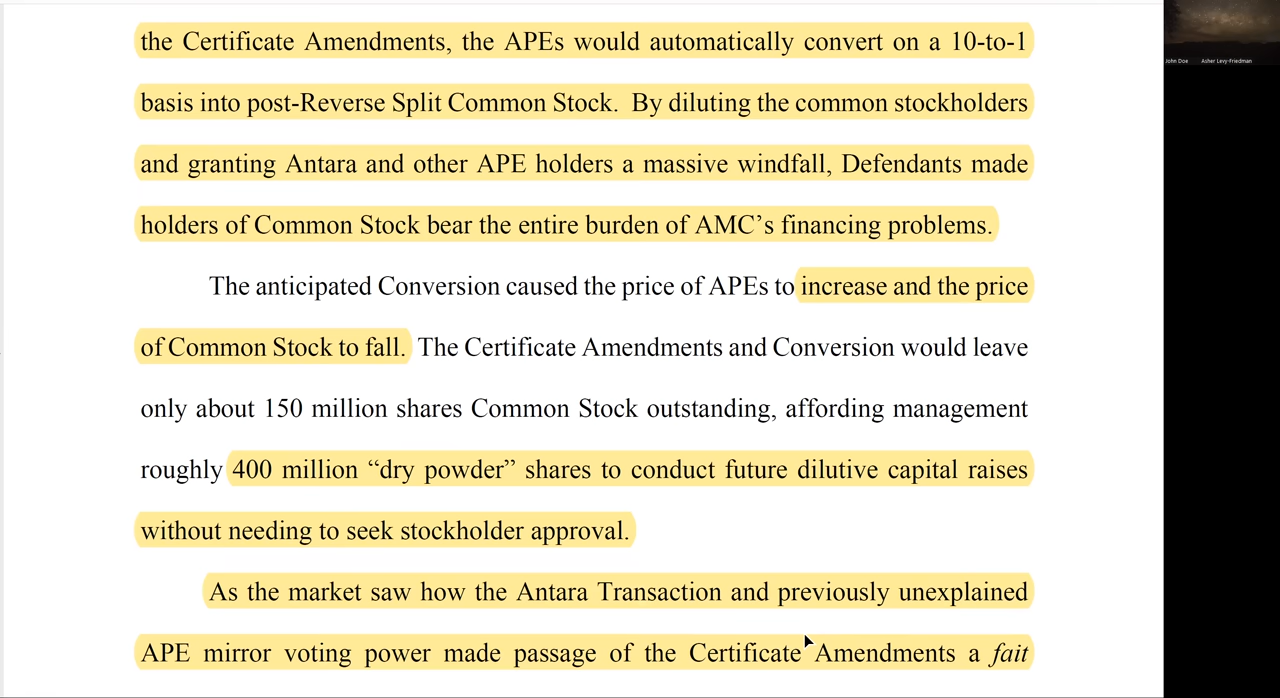 the Certificate Amendments, the APEs would automatically convert on a 10-to-1
basis into post-Reverse Split Common Stock. By diluting the common stockholders
and granting Antara and other APE holders a massive windfall, Defendants made
holders of Common Stock bear the entire burden of AMC’s financing problems.
The anticipated Conversion caused the price of APEs to increase and the price
of Common Stock to fall. The Certificate Amendments and Conversion would leave
only about 150 million shares Common Stock outstanding, affording management
roughly 400 million “dry powder” shares to conduct future dilutive capital raises
without needing to seek stockholder approval.
As the market saw how the Antara Transaction and previously unexplained
APE mirror voting power made passage of the Certificate Amendments a fait
John Doe Asher Levy-Friedman